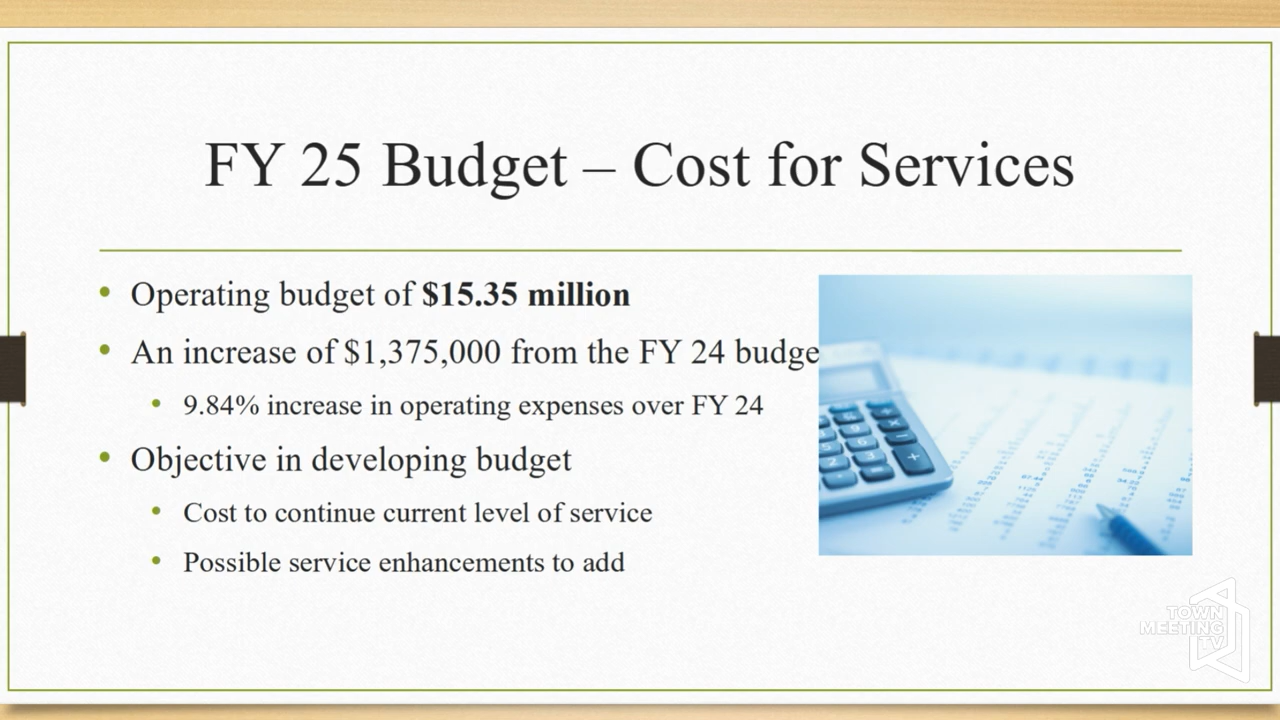 FY 25 Budget – Cost for Services
• Operating budget of $15.35 million
• An increase of $1,375,000 from the FY 24 budge
• 9.84% increase in operating expenses over FY 24
• Objective in developing budget
• Cost to continue current level of service
• Possible service enhancements to add
TOWN
MEETING
TV